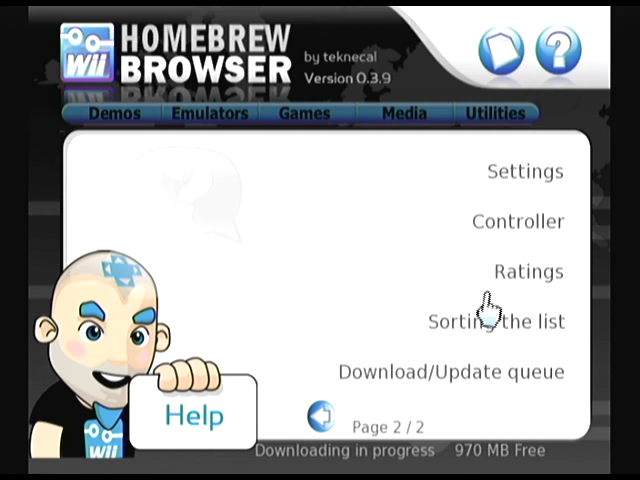 HOMEBREW
BROWSER
Wii
by teknecal
Version 0.3.9
?
Demos Emulators Games Media Utilities
Settings
Controller
Ratings
Sorting the list
Download/Update queue
Help
Page 2 / 2
wii
Downloading in progress 970 MB Free